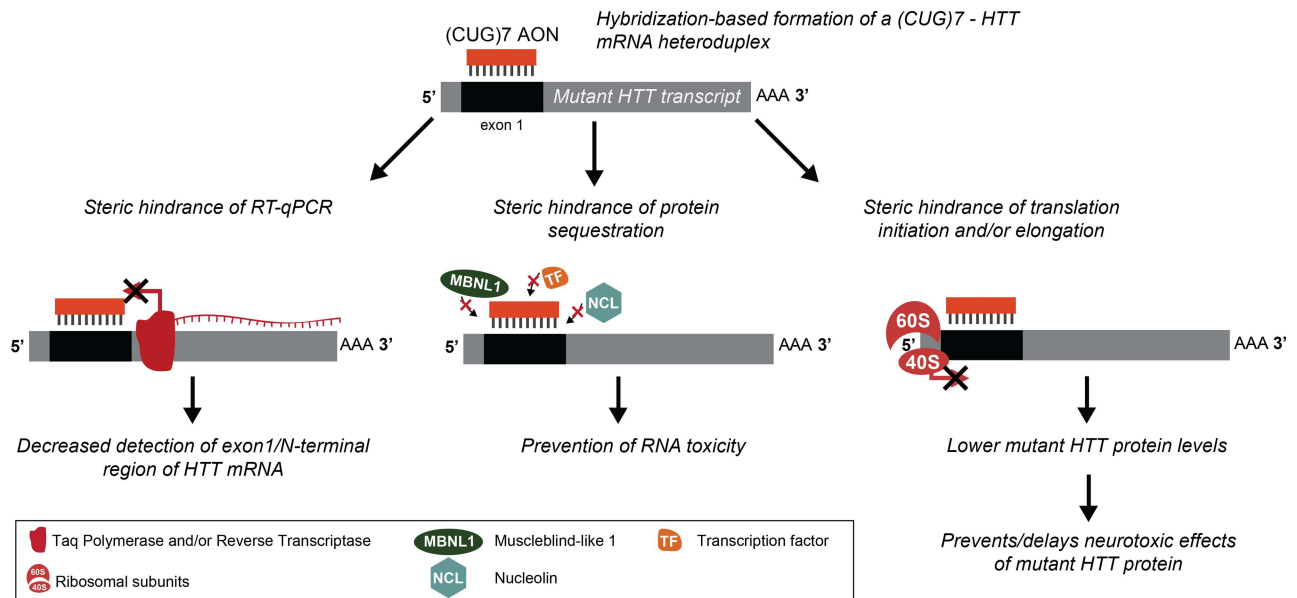 Hybridization-based formation of a (CUG)7 - HTT
mRNA heteroduplex
(CUG)7 AON
5’ Mutant HTT transcript AAA 3’
exon 1
Steric hindrance of RT-qPCR
Steric hindrance of protein
sequestration
Steric hindrance of translation
initiation and/or elongation
5’ AAA 3’
MBNL1
TF
NCL
5’ AAA 3’
60S
5’ AAA 3’
40S
Decreased detection of exon1/N-terminal
region of HTT mRNA
Prevention of RNA toxicity
Lower mutant HTT protein levels
Prevents/delays neurotoxic effects
of mutant HTT protein
Taq Polymerase and/or Reverse Transcriptase
MBNL1 Muscleblind-like 1
TF Transcription factor
60S
40S
Ribosomal subunits
NCL Nucleolin